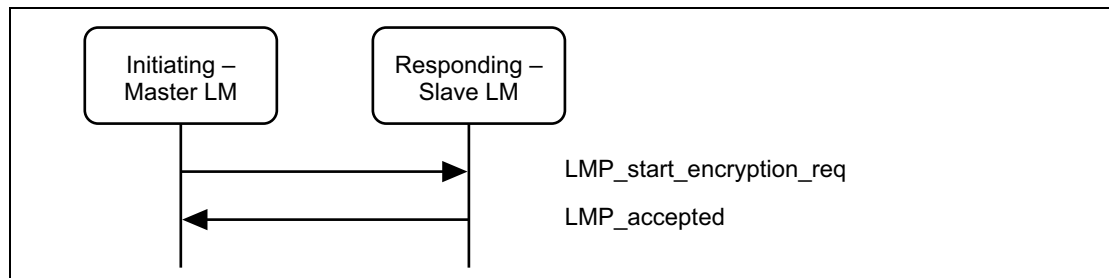 Initiating –
Master LM
Responding –
Slave LM
LMP_start_encryption_req
LMP_accepted